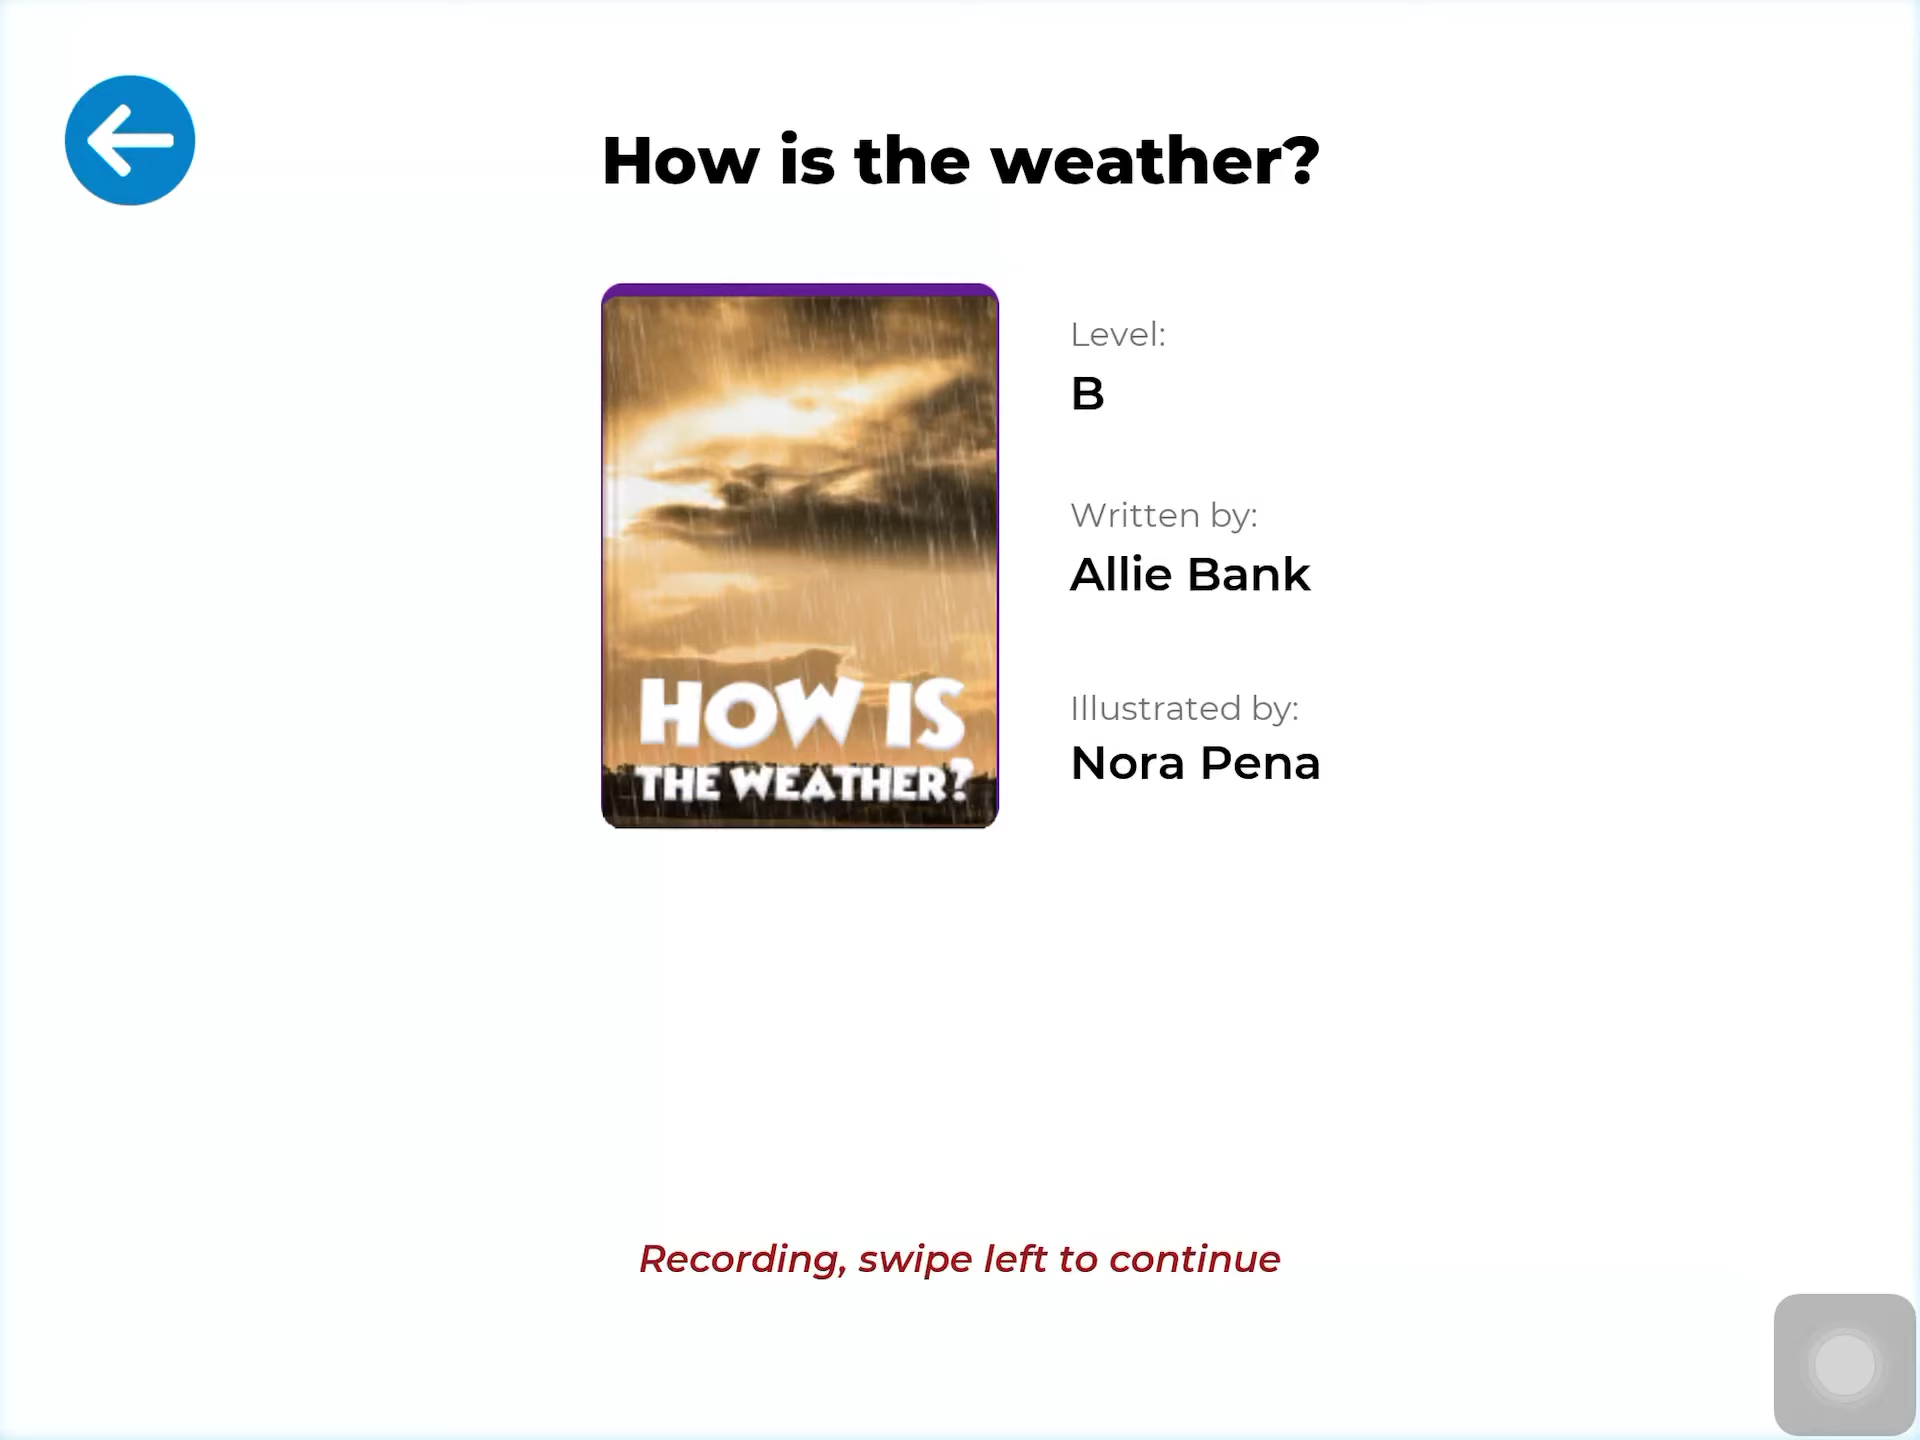 How is the weather?
HOW IS
THE WEATHER?
Level:
B
Written by:
Allie Bank
Illustrated by:
Nora Pena
Recording, swipe left to continue